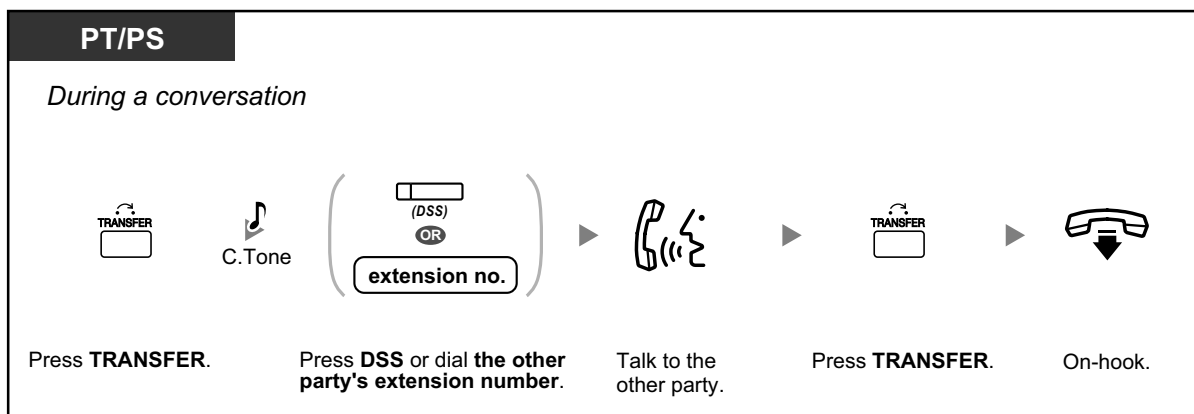 PT/PS
During a conversation
TRANSFER
C.Tone
(DSS)
OR
extension no.
TRANSFER
Press TRANSFER.
Press DSS or dial the other
party's extension number.
Talk to the
other party.
Press TRANSFER.
On-hook.